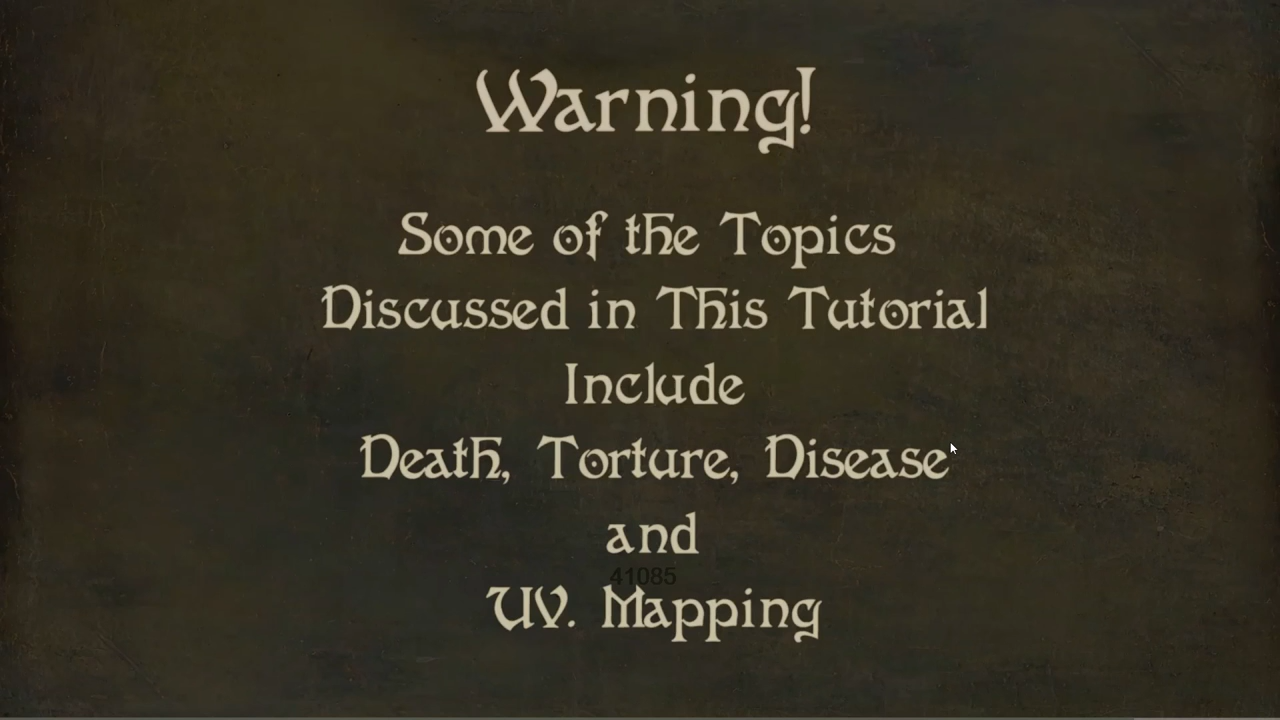 Warning!
Some of the Topics
Discussed in This Tutorial
Include
Death, Torture, Disease
and
41085
UV. Mapping